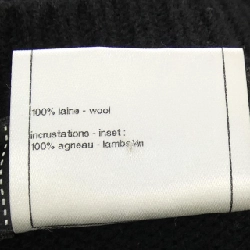 100% laine - wool
incrustations - inset :
100% agneau - lambskin